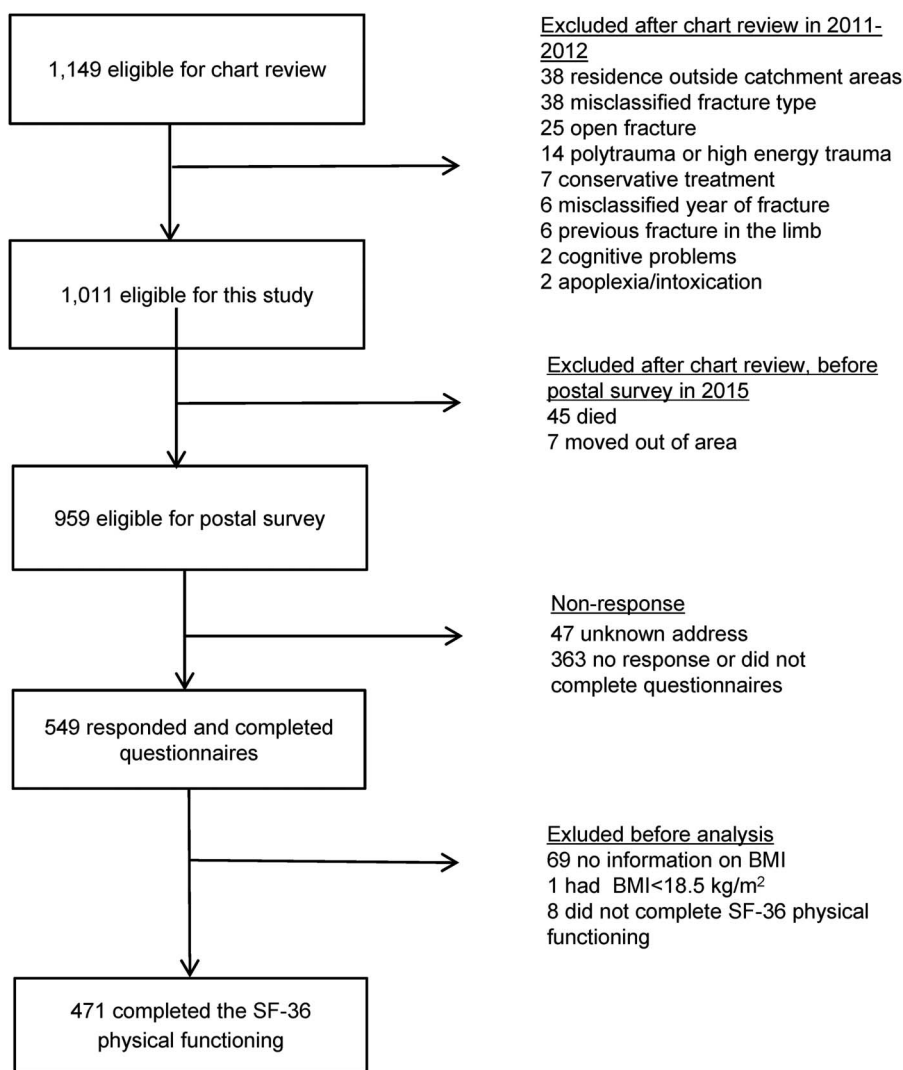 1,149 eligible for chart review
Excluded after chart review in 2011-
2012
38 residence outside catchment areas
38 misclassified fracture type
25 open fracture
14 polytrauma or high energy trauma
7 conservative treatment
6 misclassified year of fracture
6 previous fracture in the limb
2 cognitive problems
2 apoplexia/intoxication
1,011 eligible for this study
Excluded after chart review, before
postal survey in 2015
45 died
7 moved out of area
959 eligible for postal survey
Non-response
47 unknown address
363 no response or did not
complete questionnaires
549 responded and completed
questionnaires
Exluded before analysis
69 no information on BMI
1 had BMI<18.5 kg/m²
8 did not complete SF-36 physical
functioning
471 completed the SF-36
physical functioning